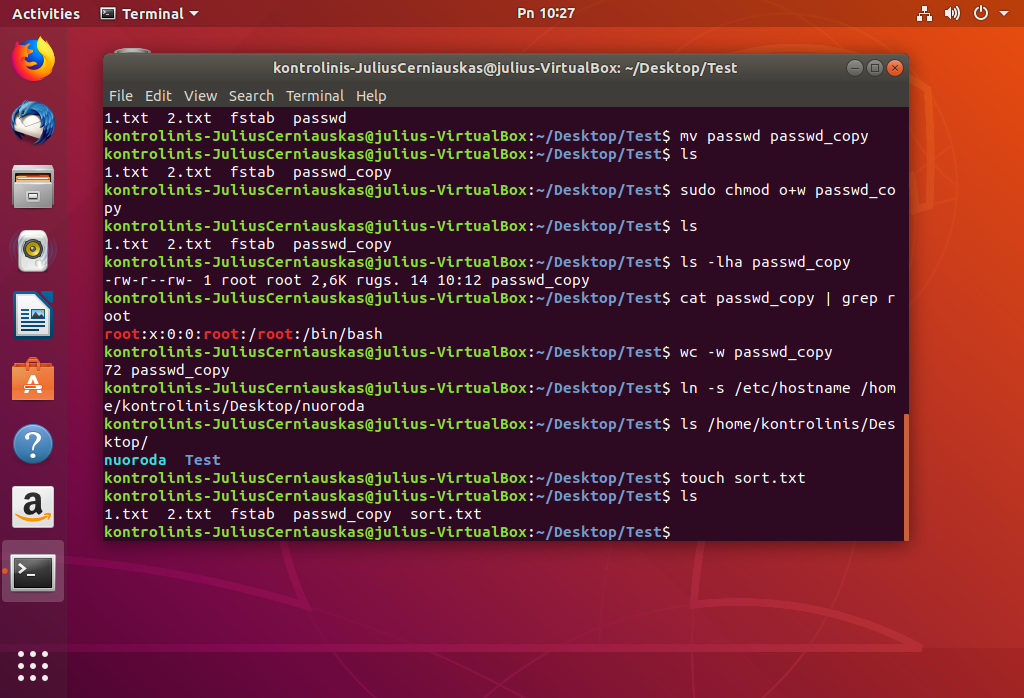 Activities Terminal Pn 10:27
kontrolinis-JuliusCerniauskas@julius-VirtualBox: ~/Desktop/Test
File Edit View Search Terminal Help
1.txt  2.txt  fstab  passwd
kontrolinis-JuliusCerniauskas@julius-VirtualBox:~/Desktop/Test$ mv passwd passwd_copy
kontrolinis-JuliusCerniauskas@julius-VirtualBox:~/Desktop/Test$ ls
1.txt  2.txt  fstab  passwd_copy
kontrolinis-JuliusCerniauskas@julius-VirtualBox:~/Desktop/Test$ sudo chmod o+w passwd_co
py
kontrolinis-JuliusCerniauskas@julius-VirtualBox:~/Desktop/Test$ ls
1.txt  2.txt  fstab  passwd_copy
kontrolinis-JuliusCerniauskas@julius-VirtualBox:~/Desktop/Test$ ls -lha passwd_copy
-rw-r--rw- 1 root root 2,6K rugs. 14 10:12 passwd_copy
kontrolinis-JuliusCerniauskas@julius-VirtualBox:~/Desktop/Test$ cat passwd_copy | grep r
oot
root:x:0:0:root:/root:/bin/bash
kontrolinis-JuliusCerniauskas@julius-VirtualBox:~/Desktop/Test$ wc -w passwd_copy
72 passwd_copy
kontrolinis-JuliusCerniauskas@julius-VirtualBox:~/Desktop/Test$ ln -s /etc/hostname /hom
e/kontrolinis/Desktop/nuoroda
kontrolinis-JuliusCerniauskas@julius-VirtualBox:~/Desktop/Test$ ls /home/kontrolinis/Des
ktop/
nuoroda  Test
kontrolinis-JuliusCerniauskas@julius-VirtualBox:~/Desktop/Test$ touch sort.txt
kontrolinis-JuliusCerniauskas@julius-VirtualBox:~/Desktop/Test$ ls
1.txt  2.txt  fstab  passwd_copy  sort.txt
kontrolinis-JuliusCerniauskas@julius-VirtualBox:~/Desktop/Test$